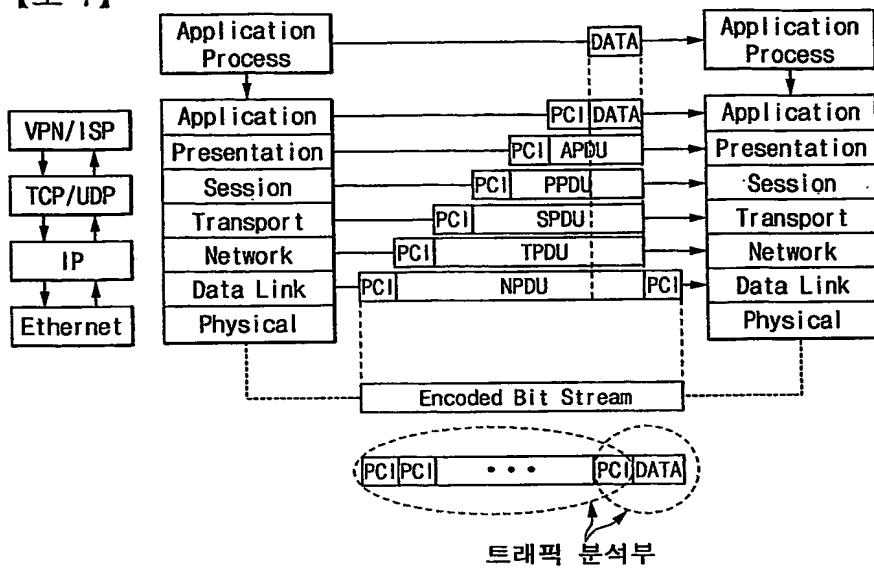 Application Process
DATA
Application Process
VPN/ISP
TCP/UDP
IP
Ethernet
Application
Presentation
Session
Transport
Network
Data Link
Physical
PCI DATA
PCI APDU
PCI PPDU
PCI SPDU
PCI TPDU
PCI NPDU PCI
Application
Presentation
Session
Transport
Network
Data Link
Physical
Encoded Bit Stream
PCI PCI • • • PCI DATA
트래픽 분석부